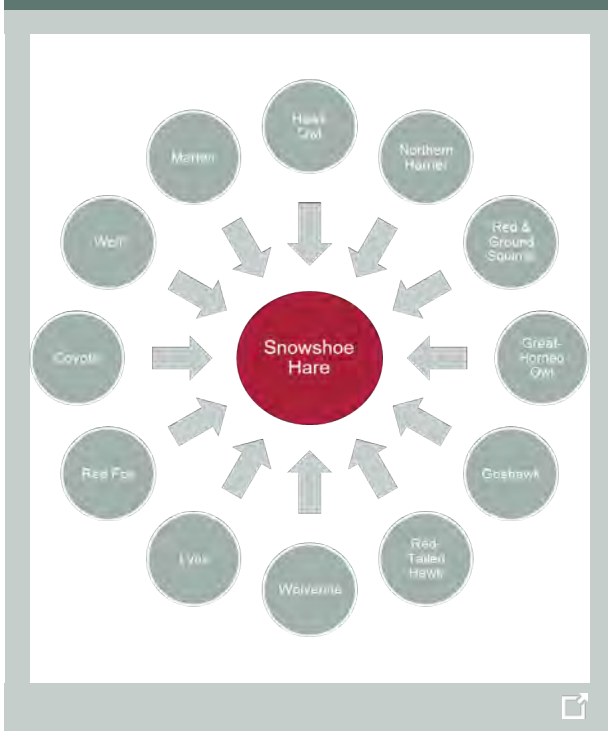 Hawk
Owl
Northern
Harrier
Red &
Ground
Squirrel
Great-
Horned
Owl
Goshawk
Red-
Tailed
Hawk
Wolverine
Lynx
Red Fox
Coyote
Wolf
Marten
Snowshoe
Hare